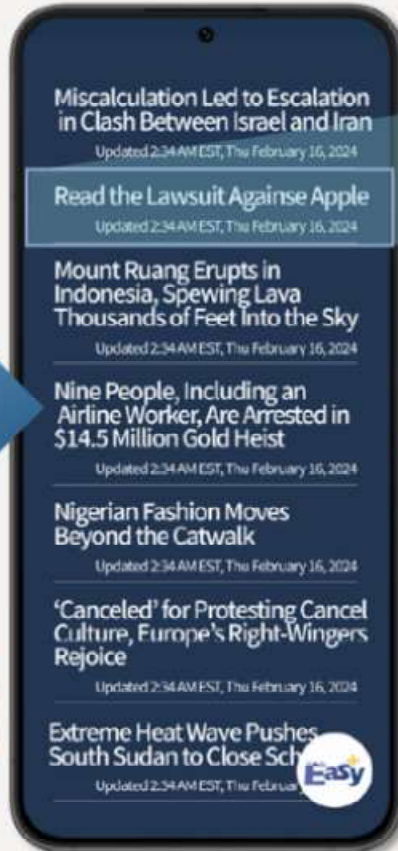 Miscalculation Led to Escalation
in Clash Between Israel and Iran
Updated 2:34 AM EST, Thu February 16, 2024
Read the Lawsuit Againse Apple
Updated 2:34 AM EST, Thu February 16, 2024
Mount Ruang Erupts in
Indonesia, Spewing Lava
Thousands of Feet Into the Sky
Updated 2:34 AM EST, Thu February 16, 2024
Nine People, Including an
Airline Worker, Are Arrested in
$14.5 Million Gold Heist
Updated 2:34 AM EST, Thu February 16, 2024
Nigerian Fashion Moves
Beyond the Catwalk
Updated 2:34 AM EST, Thu February 16, 2024
‘Canceled’ for Protesting Cancel
Culture, Europe’s Right-Wingers
Rejoice
Updated 2:34 AM EST, Thu February 16, 2024
Extreme Heat Wave Pushes
South Sudan to Close Sch
Updated 2:34 AM EST, Thu Februar
Easy